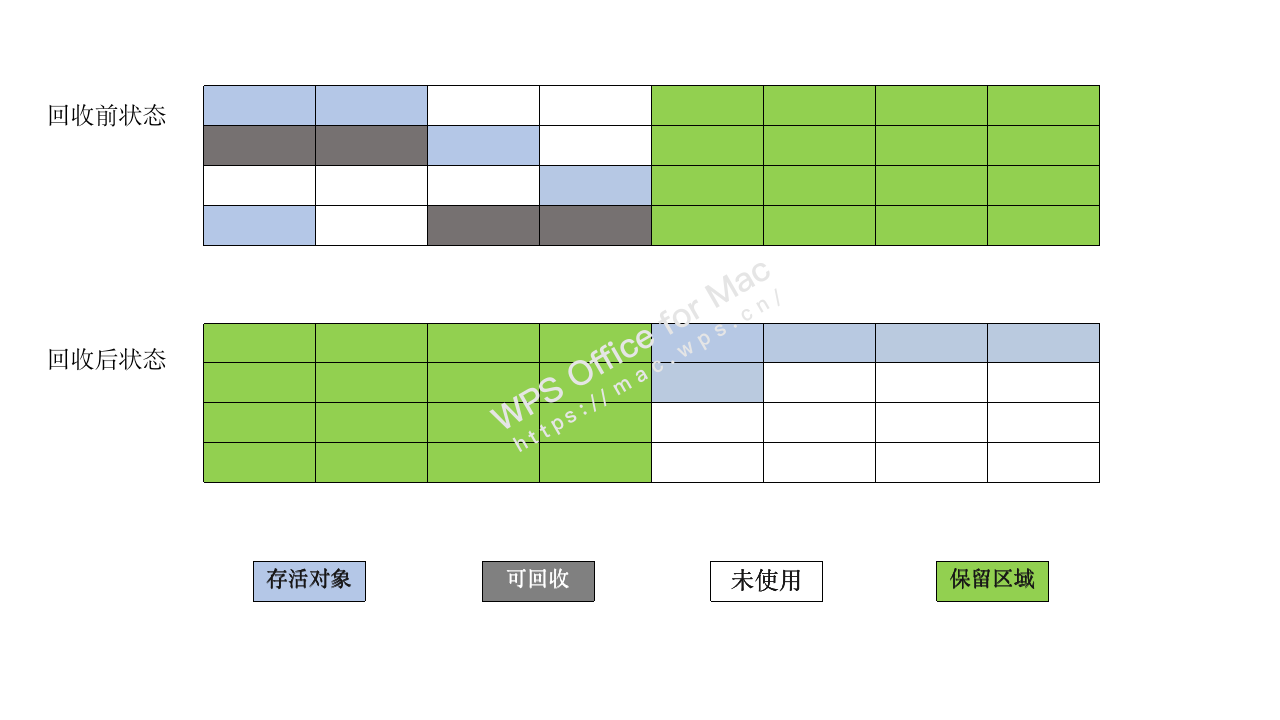 回收前状态
WPS Office for Mac
https://mac.wps.cn/
回收后状态
存活对象
可回收
未使用
保留区域